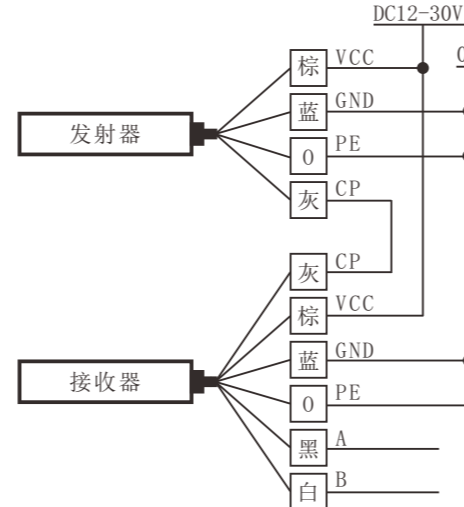 DC12-30V
棕 VCC
蓝 GND
发射器
0 PE
灰 CP
灰 CP
棕 VCC
蓝 GND
接收器
0 PE
黑 A
白 B